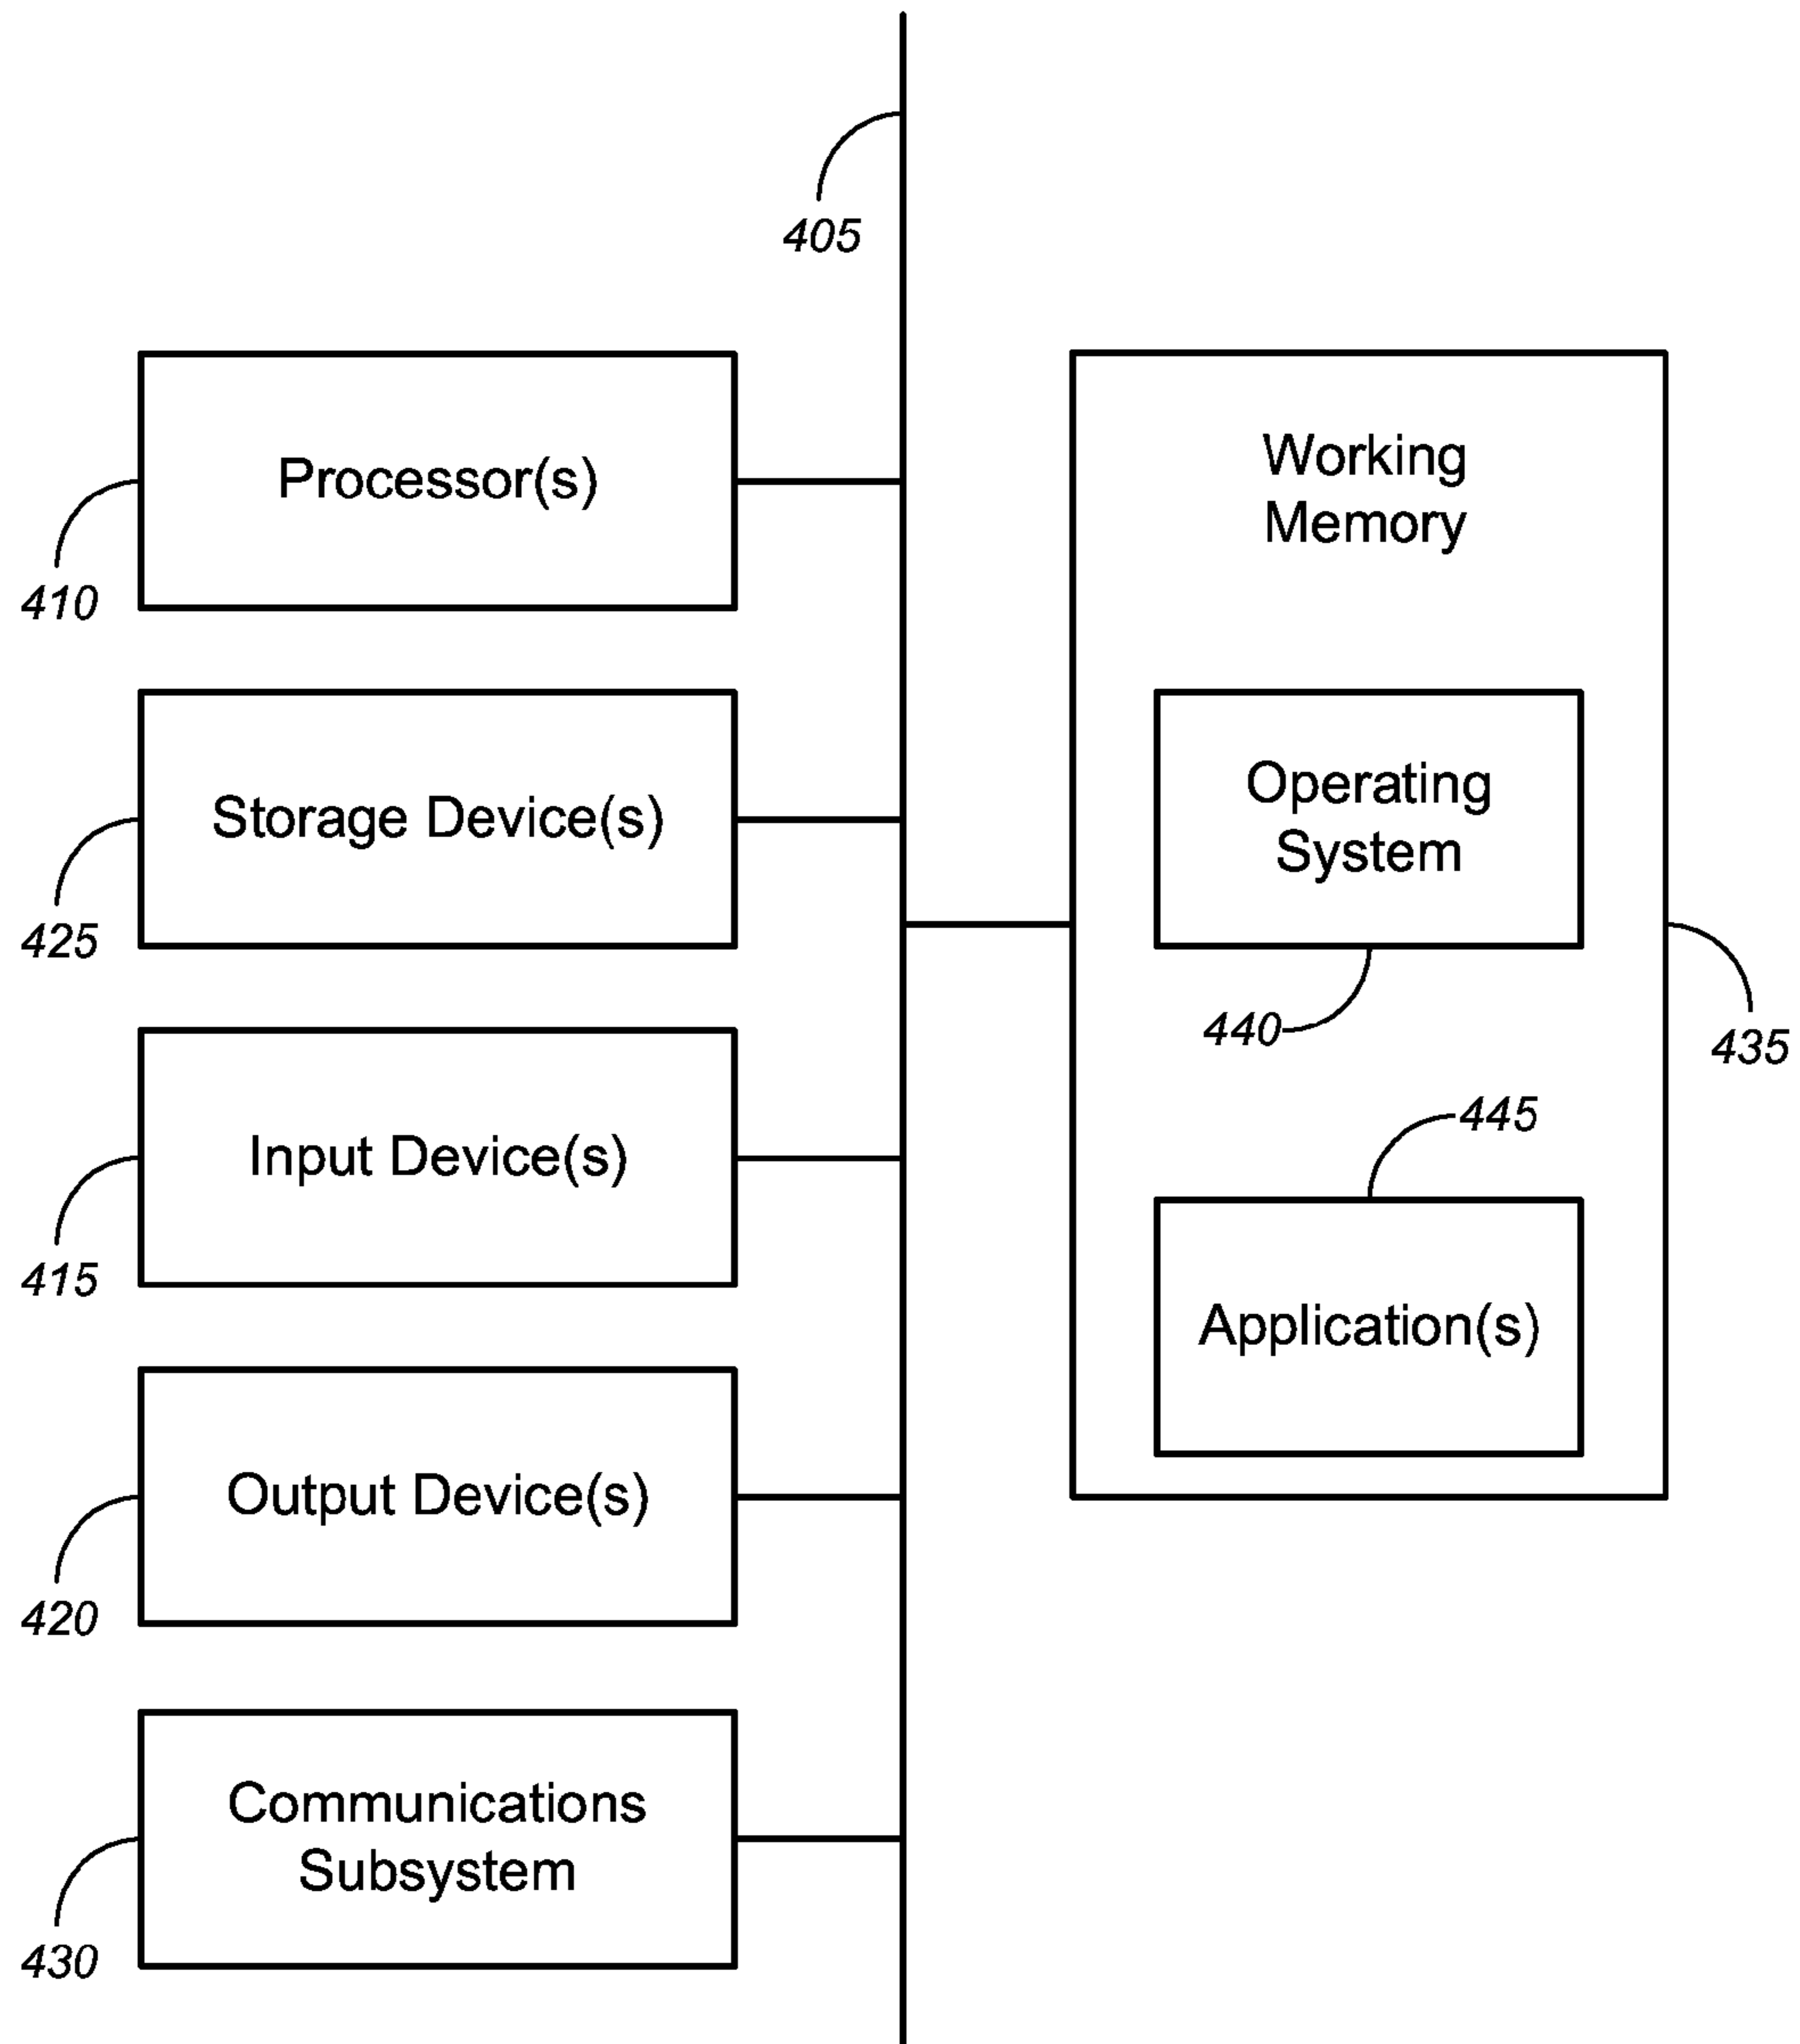 405
Processor(s)
410
Storage Device(s)
425
Input Device(s)
415
Output Device(s)
420
Communications
Subsystem
430
Working
Memory
Operating
System
440
435
445
Application(s)